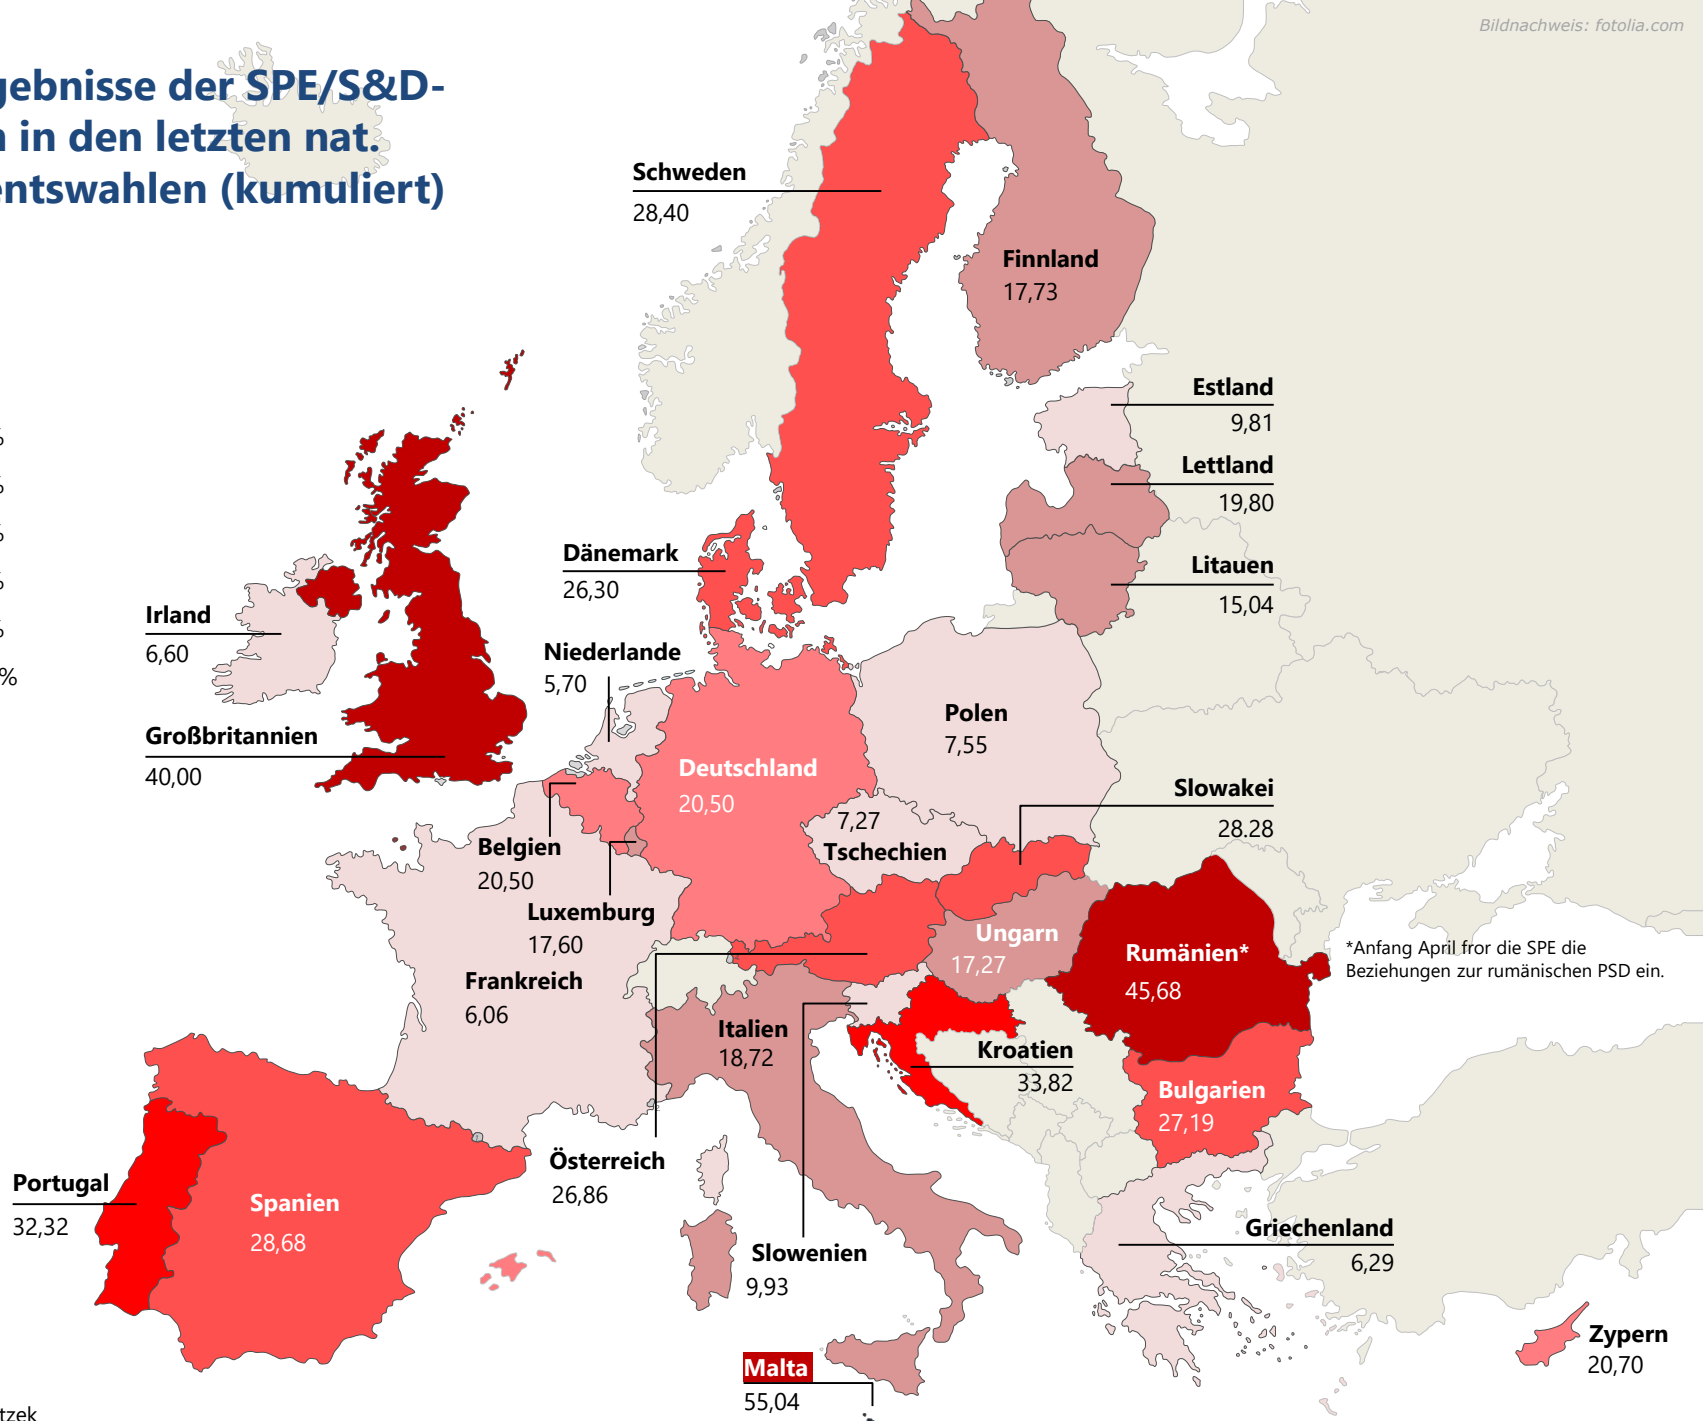 Bildnachweis: fotolia.com
gebnisse der SPE/S&D-
in den letzten nat.
entswahlen (kumuliert)
Schweden
28,40
Finnland
17,73
Estland
9,81
%
Lettland
19,80
%
%
Dänemark
26,30
Litauen
15,04
%
Irland
6,60
%
Niederlande
5,70
%
Großbritannien
40,00
Polen
7,55
Deutschland
20,50
Slowakei
28.28
7,27
Tschechien
Belgien
20,50
Luxemburg
17,60
Ungarn
17,27
Rumänien*
45,68
*Anfang April fror die SPE die
Beziehungen zur rumänischen PSD ein.
Frankreich
6,06
Italien
18,72
Kroatien
33,82
Bulgarien
27,19
Österreich
26,86
Portugal
32,32
Spanien
28,68
Slowenien
9,93
Griechenland
6,29
Zypern
20,70
Malta
55,04
tzek